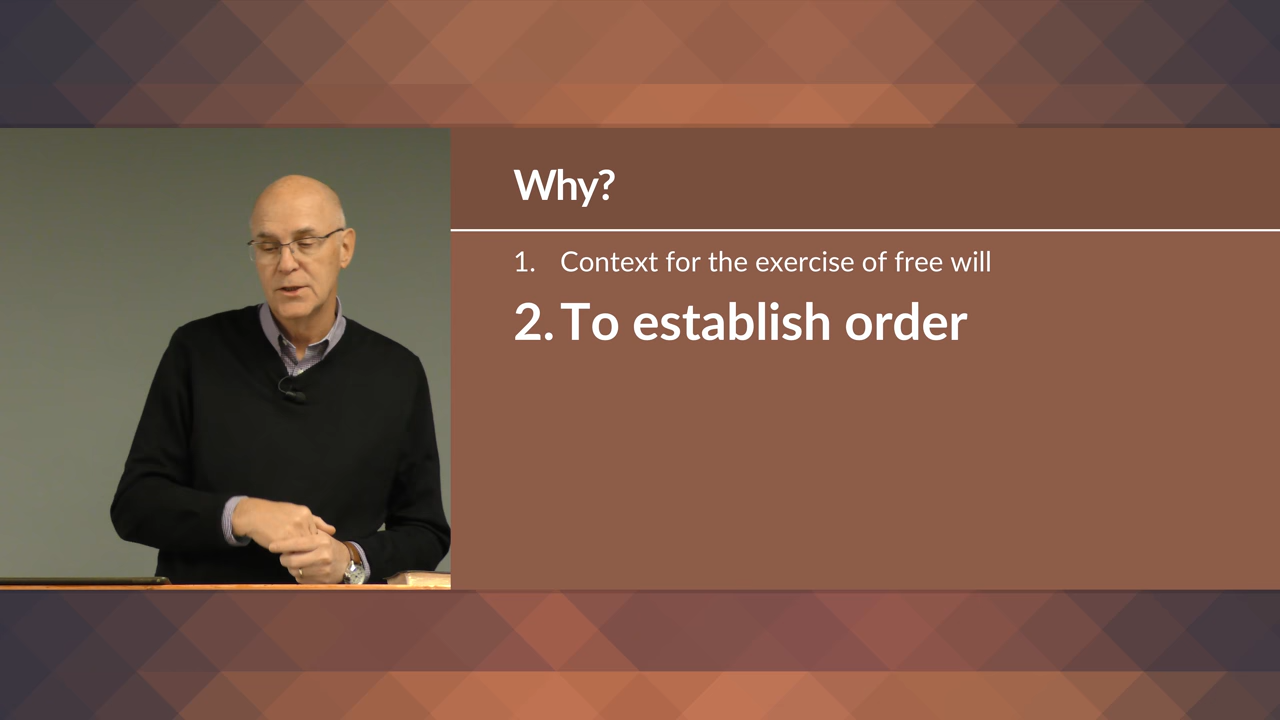 Why?
1. Context for the exercise of free will
2. To establish order